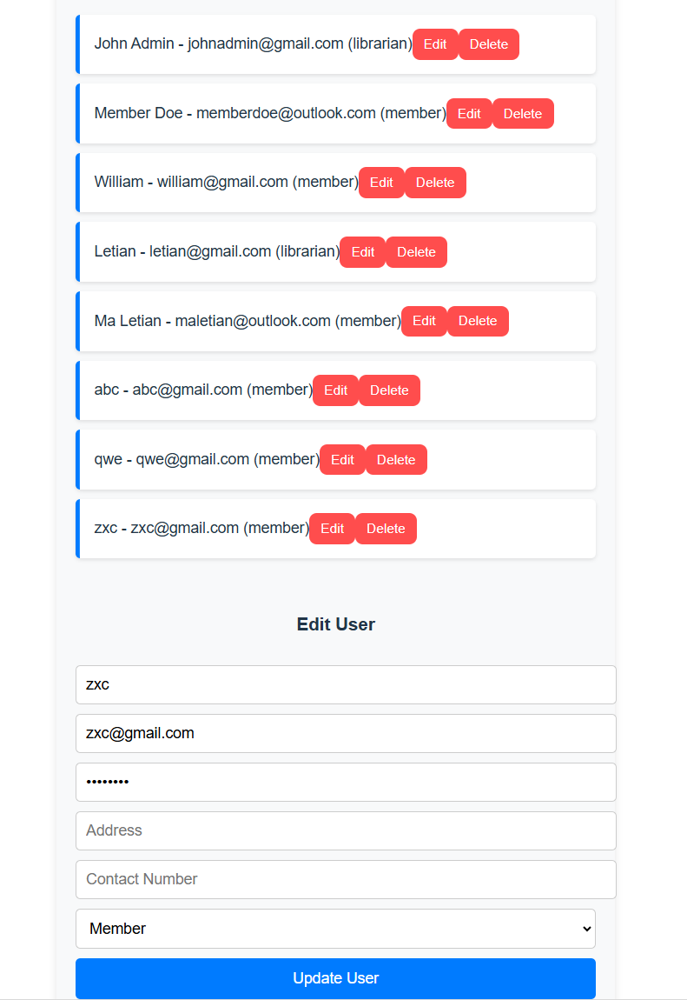 John Admin - johnadmin@gmail.com (librarian) Edit Delete
Member Doe - memberdoe@outlook.com (member) Edit Delete
William - william@gmail.com (member) Edit Delete
Letian - letian@gmail.com (librarian) Edit Delete
Ma Letian - maletian@outlook.com (member) Edit Delete
abc - abc@gmail.com (member) Edit Delete
qwe - qwe@gmail.com (member) Edit Delete
zxc - zxc@gmail.com (member) Edit Delete
Edit User
zxc
zxc@gmail.com
••••••••
Address
Contact Number
Member
Update User